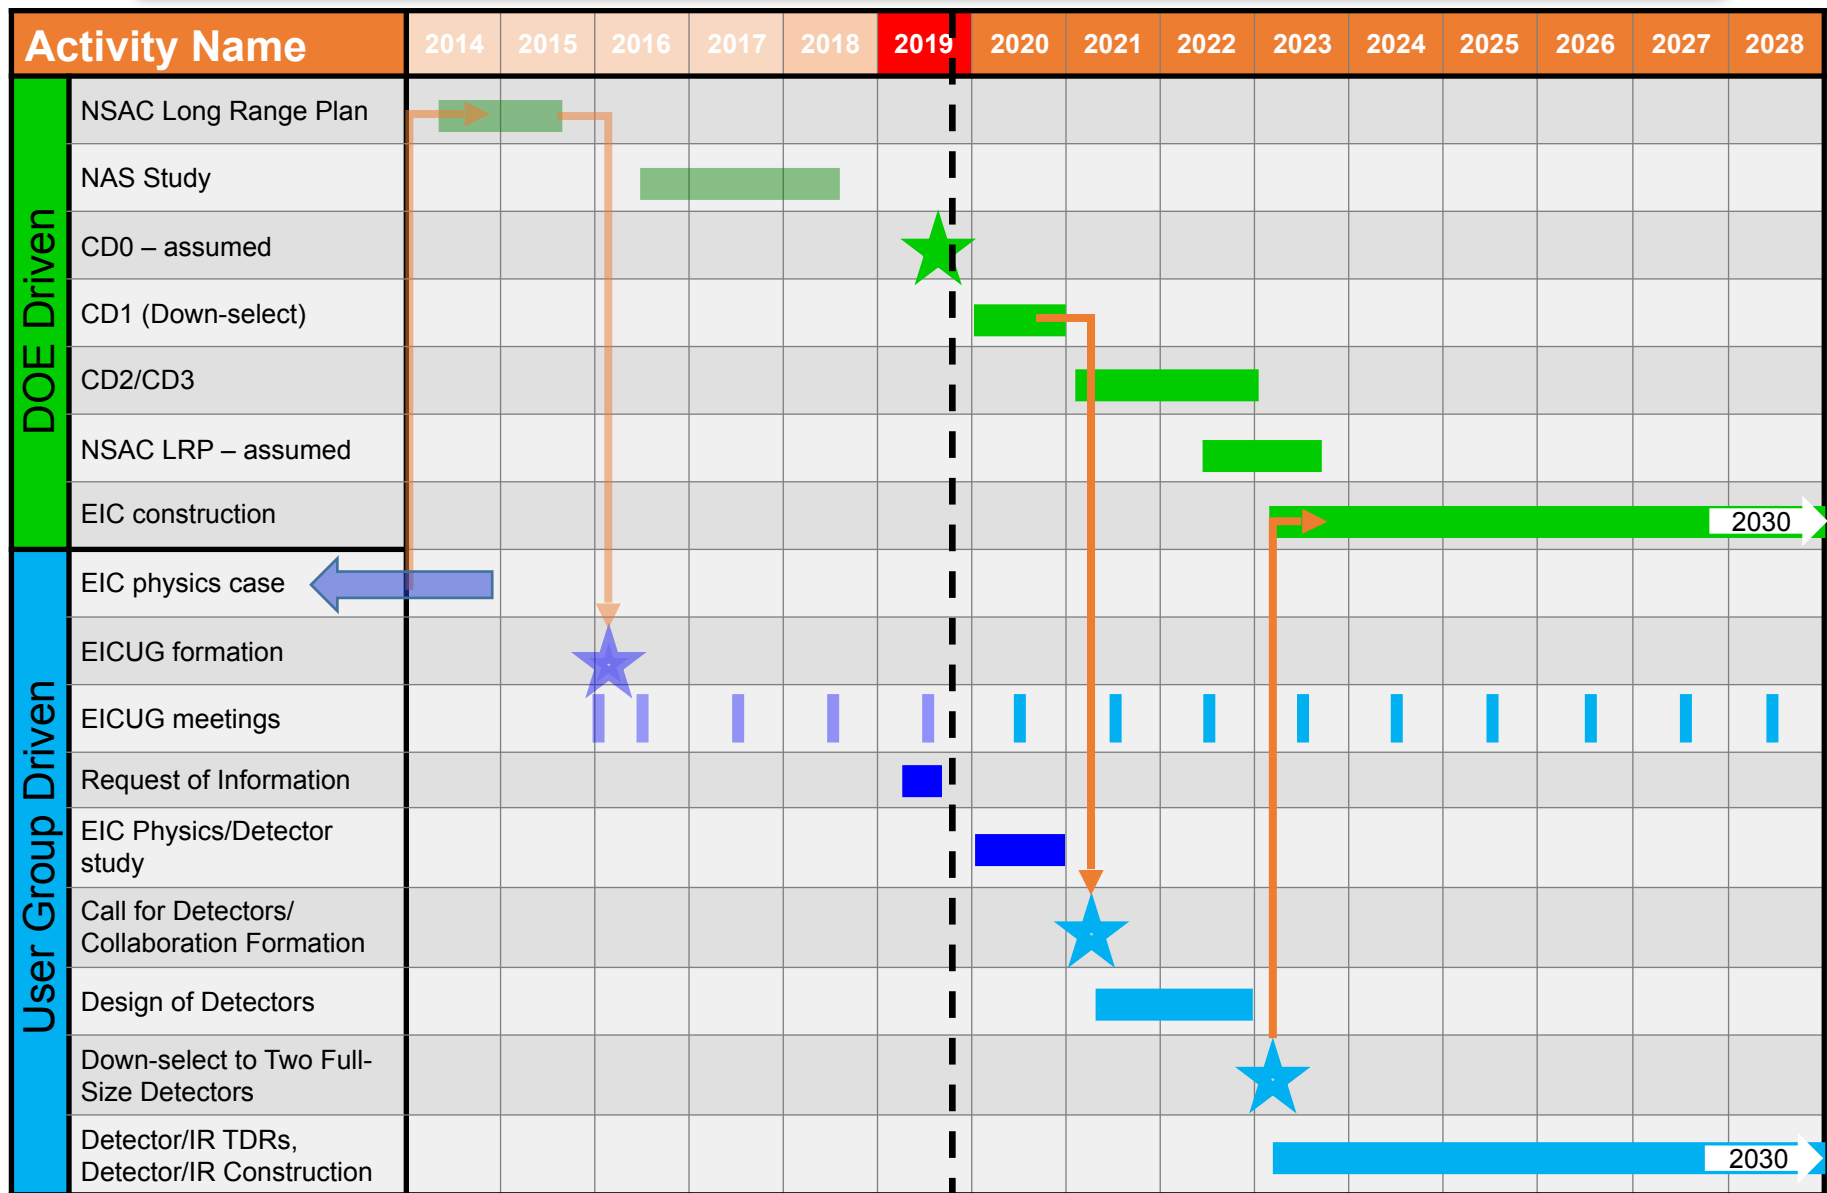 Activity Name 2014 2015 2016 2017 2018 2019 2020 2021 2022 2023 2024 2025 2026 2027 2028
DOE Driven
NSAC Long Range Plan
NAS Study
CD0 – assumed
CD1 (Down-select)
CD2/CD3
NSAC LRP – assumed
EIC construction
2030
User Group Driven
EIC physics case
EICUG formation
EICUG meetings
Request of Information
EIC Physics/Detector
study
Call for Detectors/
Collaboration Formation
Design of Detectors
Down-select to Two Full-
Size Detectors
Detector/IR TDRs,
Detector/IR Construction
2030